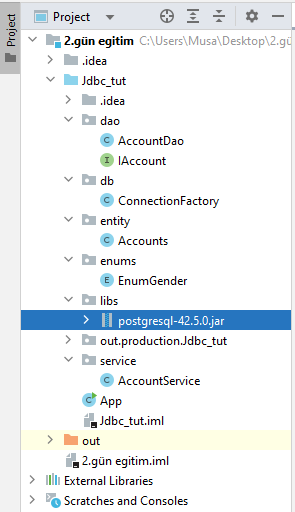 Project
Project
2.gün egitim C:\Users\Musa\Desktop\2.gü
.idea
Jdbc_tut
.idea
dao
AccountDao
IAccount
db
ConnectionFactory
entity
Accounts
enums
EnumGender
libs
postgresql-42.5.0.jar
out.production.Jdbc_tut
service
AccountService
App
Jdbc_tut.iml
out
2.gün egitim.iml
External Libraries
Scratches and Consoles